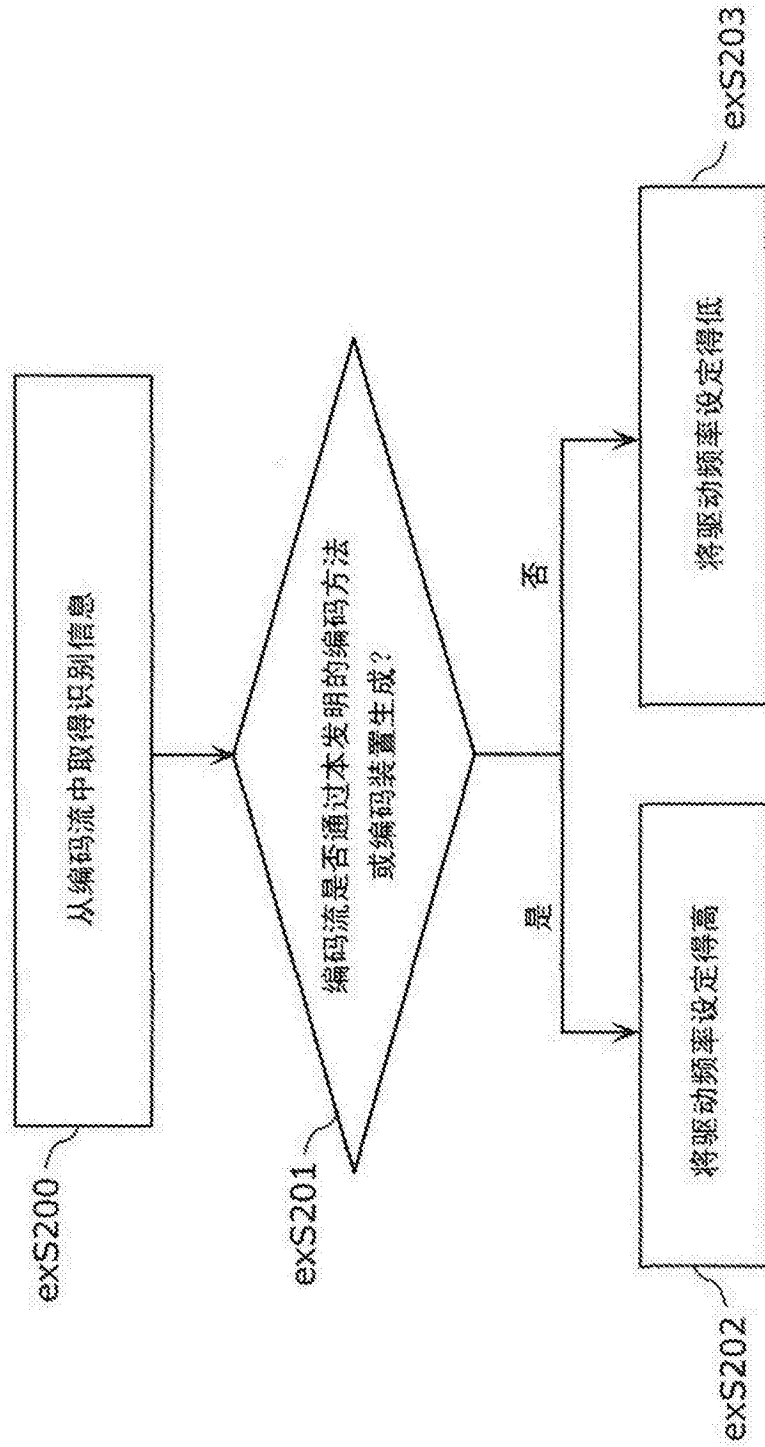 exS200
从编码流中取得识别信息
exS201
编码流是否通过本发明的编码方法
或编码装置生成?
是
否
exS202
将驱动频率设定得高
将驱动频率设定得低
exS203